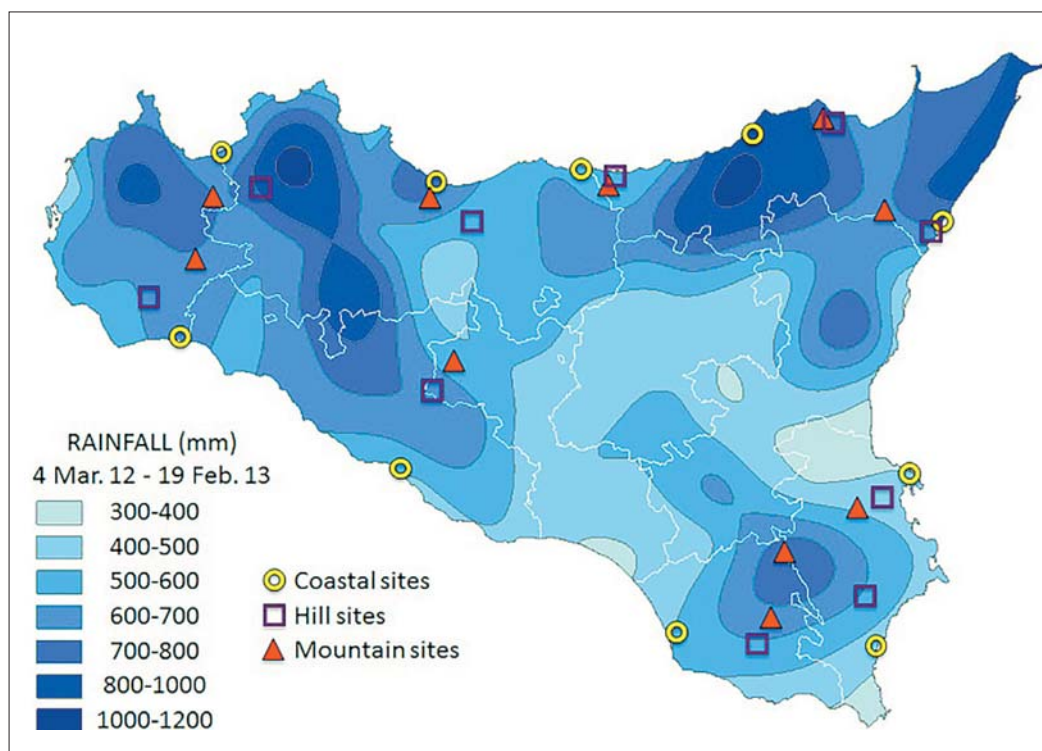 RAINFALL (mm)
4 Mar. 12 - 19 Feb. 13
300-400
400-500
500-600
600-700
700-800
800-1000
1000-1200
Coastal sites
Hill sites
Mountain sites